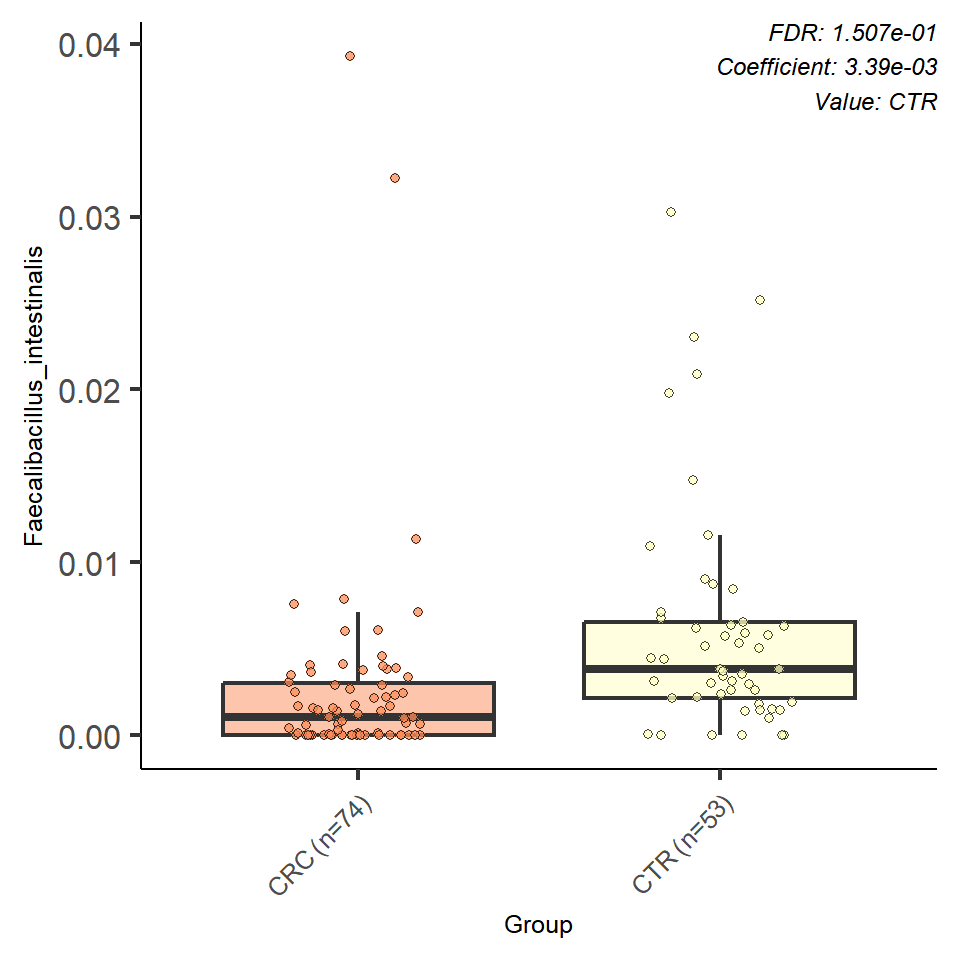 FDR: 1.507e-01
Coefficient: 3.39e-03
Value: CTR
0.04
0.03
0.02
0.01
0.00
Faecalibacillus_intestinalis
CRC (n=74)
CTR (n=53)
Group